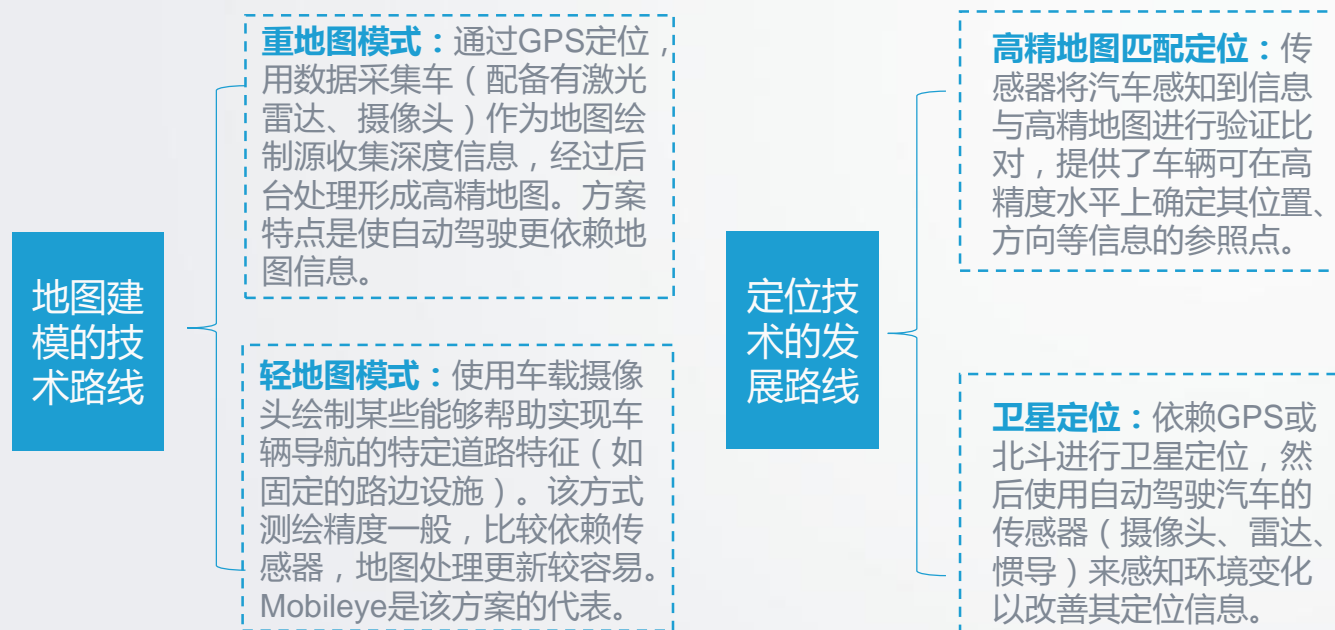 地图建
模的技
术路线
重地图模式：通过GPS定位，
用数据采集车（配备有激光
雷达、摄像头）作为地图绘
制源收集深度信息，经过后
台处理形成高精地图。方案
特点是使自动驾驶更依赖地
图信息。
轻地图模式：使用车载摄像
头绘制某些能够帮助实现车
辆导航的特定道路特征（如
固定的路边设施）。该方式
测绘精度一般，比较依赖传
感器，地图处理更新较容易。
Mobileye是该方案的代表。
定位技
术的发
展路线
高精地图匹配定位：传
感器将汽车感知到信息
与高精地图进行验证比
对，提供了车辆可在高
精度水平上确定其位置、
方向等信息的参照点。
卫星定位：依赖GPS或
北斗进行卫星定位，然
后使用自动驾驶汽车的
传感器（摄像头、雷达、
惯导）来感知环境变化
以改善其定位信息。